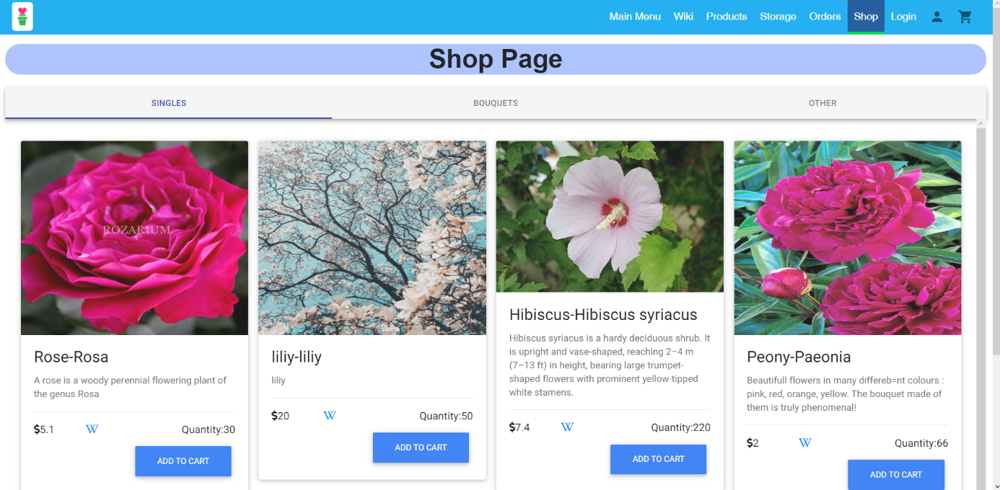 Main Menu Wiki Products Storage Orders Shop Login
Shop Page
SINGLES BOUQUETS OTHER
ROZARIUM
Rose-Rosa
A rose is a woody perennial flowering plant of
the genus Rosa
$5.1 W Quantity:30
ADD TO CART
liliy-liliy
liliy
$20 W Quantity:50
ADD TO CART
Hibiscus-Hibiscus syriacus
Hibiscus syriacus is a hardy deciduous shrub. It
is upright and vase-shaped, reaching 2–4 m
(7–13 ft) in height, bearing large trumpet-
shaped flowers with prominent yellow-tipped
white stamens.
$7.4 W Quantity:220
ADD TO CART
Peony-Paeonia
Beautifull flowers in many differeb=nt colours :
pink, red, orange, yellow. The bouquet made of
them is truly phenomenal!
$2 W Quantity:66
ADD TO CART